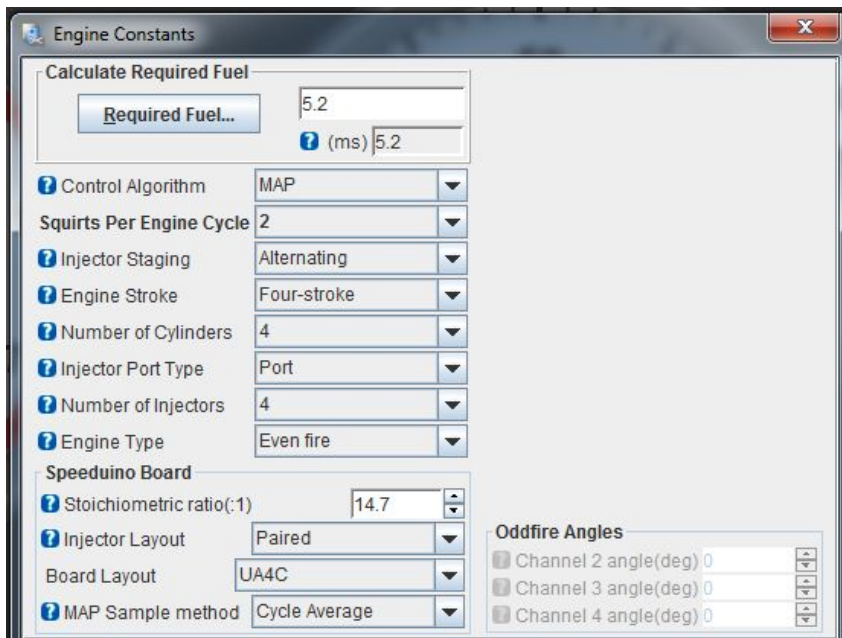 Engine Constants
X
Calculate Required Fuel
Required Fuel...
5.2
? (ms) 5.2
? Control Algorithm MAP
Squirts Per Engine Cycle 2
? Injector Staging Alternating
? Engine Stroke Four-stroke
? Number of Cylinders 4
? Injector Port Type Port
? Number of Injectors 4
? Engine Type Even fire
Speeduino Board
? Stoichiometric ratio(:1) 14.7
? Injector Layout Paired
Board Layout UA4C
? MAP Sample method Cycle Average
Oddfire Angles
? Channel 2 angle(deg) 0
? Channel 3 angle(deg) 0
? Channel 4 angle(deg) 0